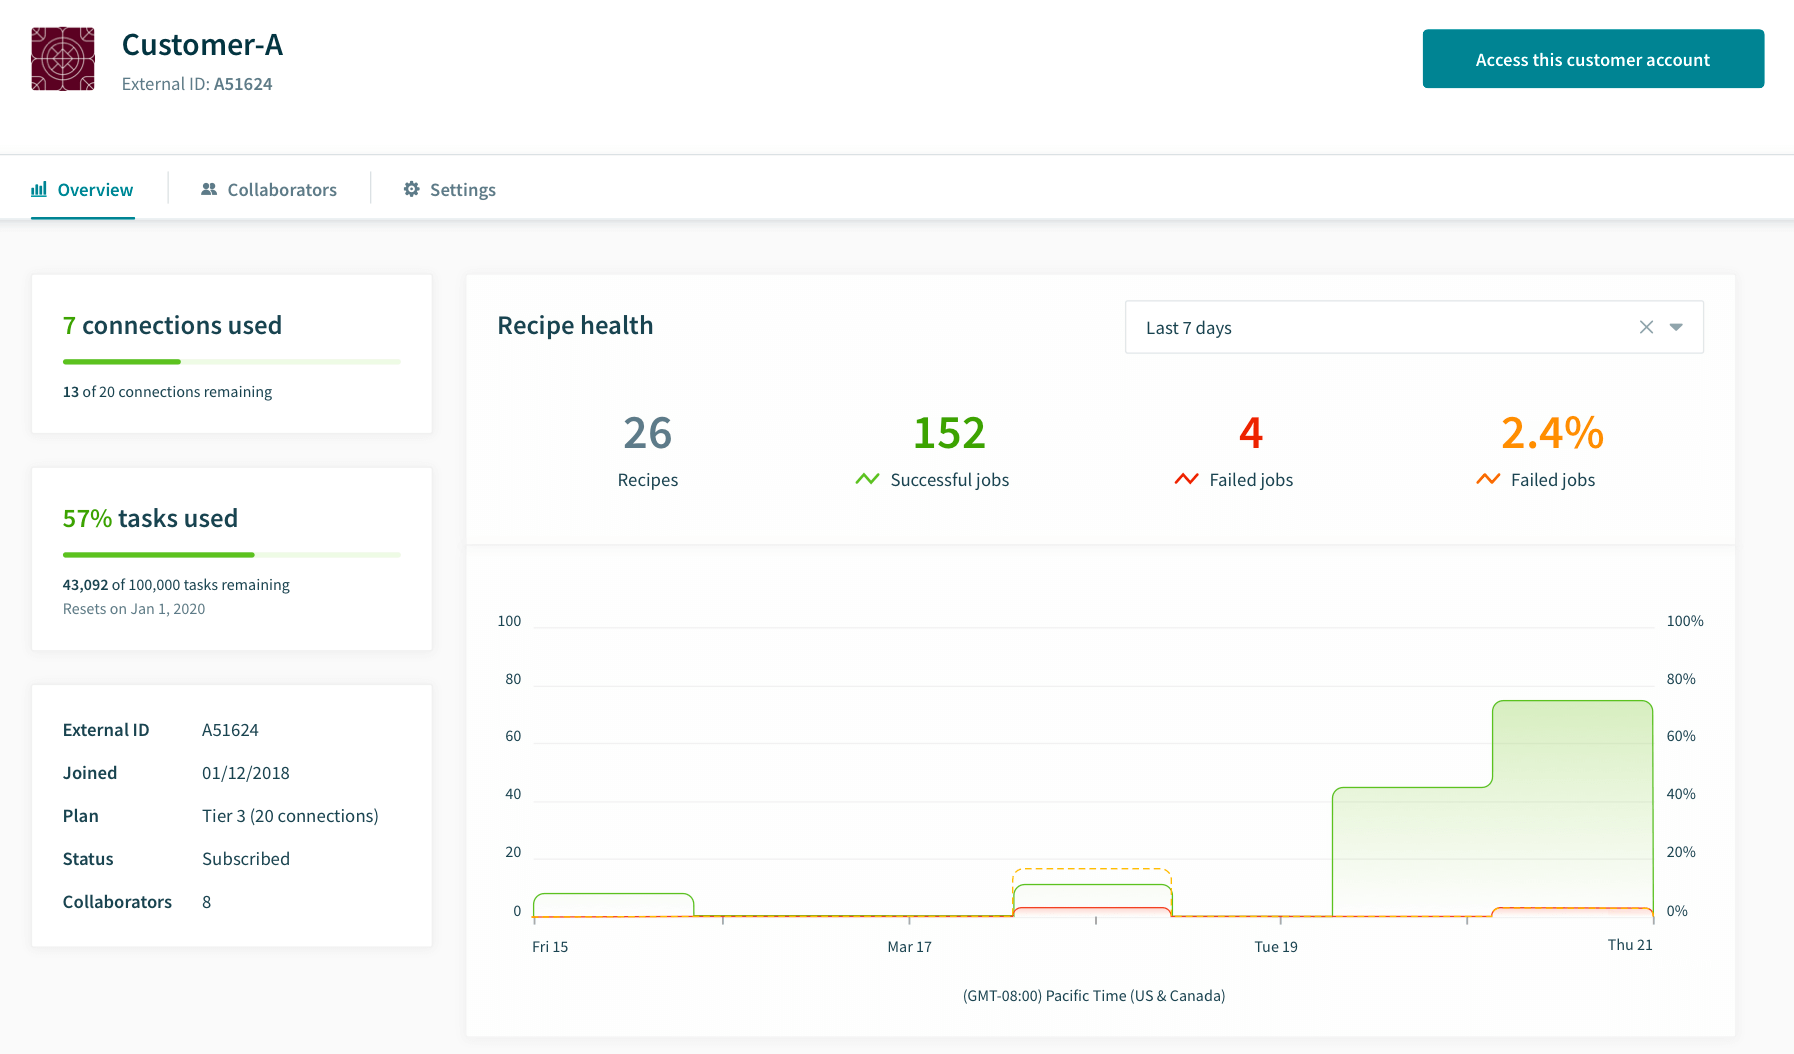 Customer-A
External ID: A51624
Access this customer account
Overview
Collaborators
Settings
7 connections used
13 of 20 connections remaining
57% tasks used
43,092 of 100,000 tasks remaining
Resets on Jan 1, 2020
External ID A51624
Joined 01/12/2018
Plan Tier 3 (20 connections)
Status Subscribed
Collaborators 8
Recipe health
Last 7 days
26
Recipes
152
Successful jobs
4
Failed jobs
2.4%
Failed jobs
100 100%
80 80%
60 60%
40 40%
20 20%
0 0%
Fri 15 Mar 17 Tue 19 Thu 21
(GMT-08:00) Pacific Time (US & Canada)